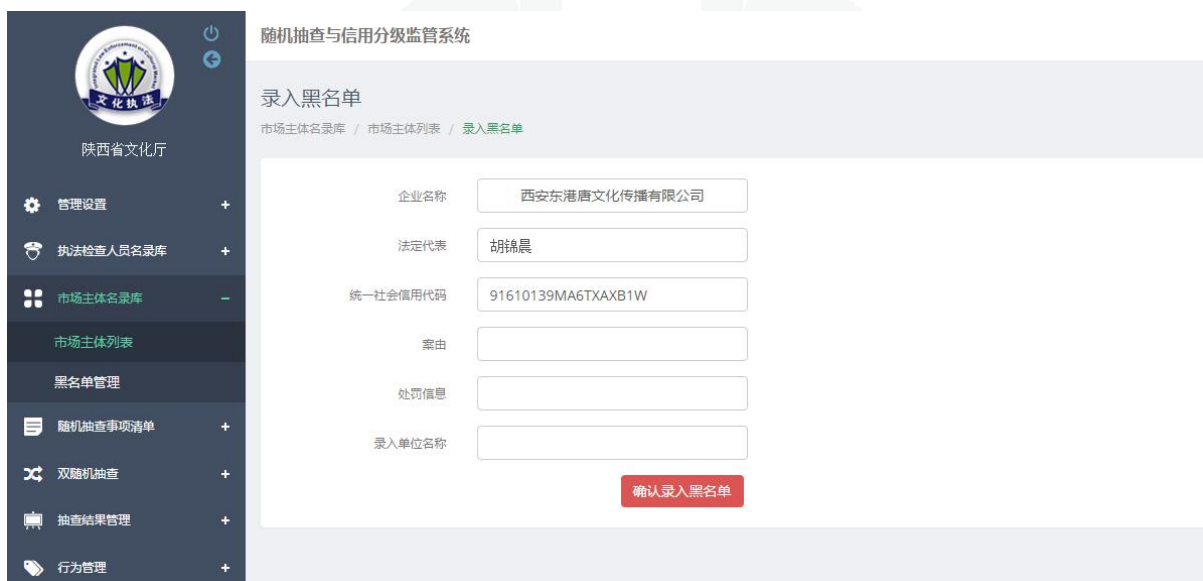 随机抽查与信用分级监管系统
文化执法
陕西省文化厅
管理设置
执法检查人员名录库
市场主体名录库
市场主体列表
黑名单管理
随机抽查事项清单
双随机抽查
抽查结果管理
行为管理
录入黑名单
市场主体名录库 / 市场主体列表 / 录入黑名单
企业名称 西安东港唐文化传播有限公司
法定代表 胡锦晨
统一社会信用代码 91610139MA6TXAXB1W
案由
处罚信息
录入单位名称
确认录入黑名单